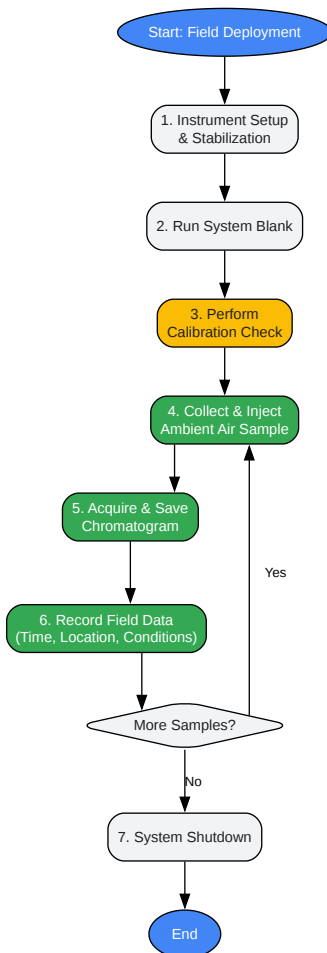 Start: Field Deployment
1. Instrument Setup
& Stabilization
2. Run System Blank
3. Perform
Calibration Check
4. Collect & Inject
Ambient Air Sample
5. Acquire & Save
Chromatogram
Yes
6. Record Field Data
(Time, Location, Conditions)
More Samples?
No
7. System Shutdown
End